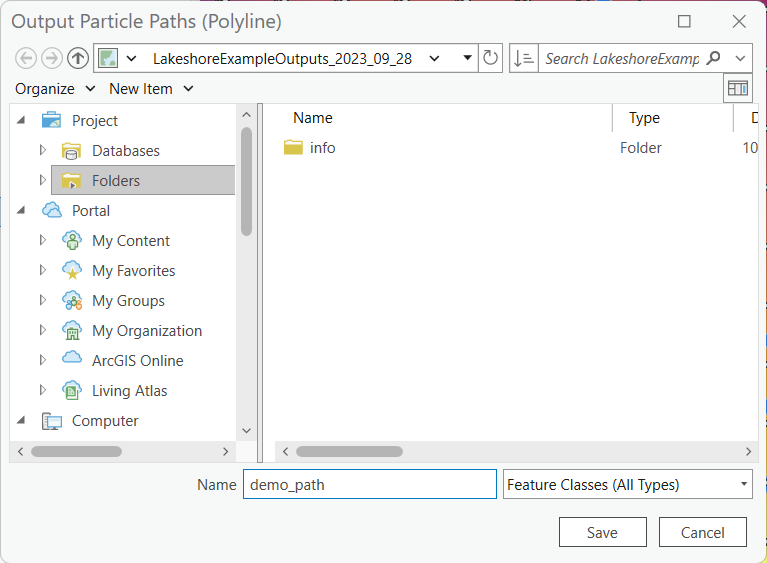 Output Particle Paths (Polyline)
LakeshoreExampleOutputs_2023_09_28
Search LakeshoreExamp
Organize New Item
Project
Databases
Folders
Portal
My Content
My Favorites
My Groups
My Organization
ArcGIS Online
Living Atlas
Computer
Name Type D
info Folder 10
Name demo_path Feature Classes (All Types)
Save Cancel